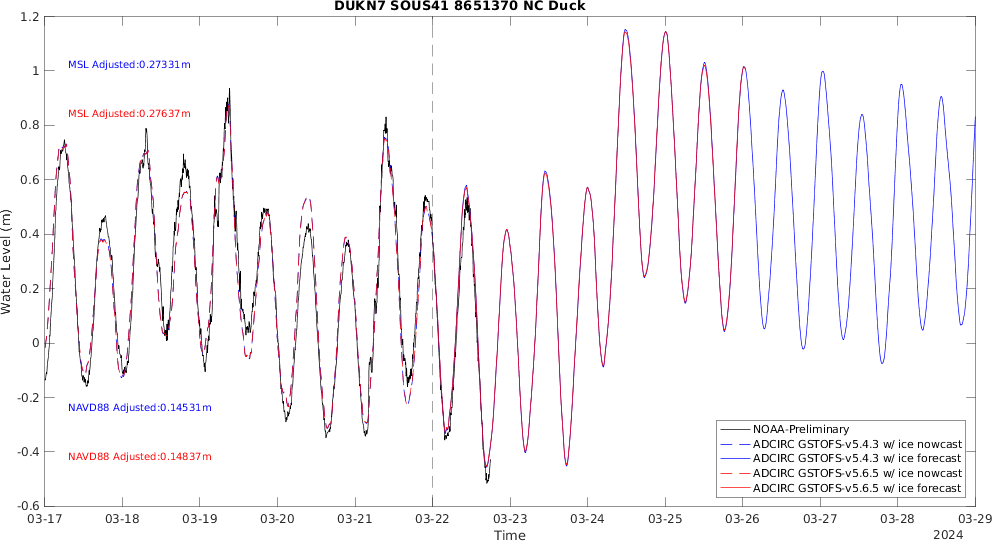 DUKN7 SOUS41 8651370 NC Duck
1.2
1
0.8
0.6
0.4
0.2
0
-0.2
-0.4
-0.6
Water Level (m)
MSL Adjusted:0.27331m
MSL Adjusted:0.27637m
NAVD88 Adjusted:0.14531m
NAVD88 Adjusted:0.14837m
NOAA-Preliminary
ADCIRC GSTOFS-v5.4.3 w/ ice nowcast
ADCIRC GSTOFS-v5.4.3 w/ ice forecast
ADCIRC GSTOFS-v5.6.5 w/ ice nowcast
ADCIRC GSTOFS-v5.6.5 w/ ice forecast
03-17 03-18 03-19 03-20 03-21 03-22 03-23 03-24 03-25 03-26 03-27 03-28 03-29
Time
2024